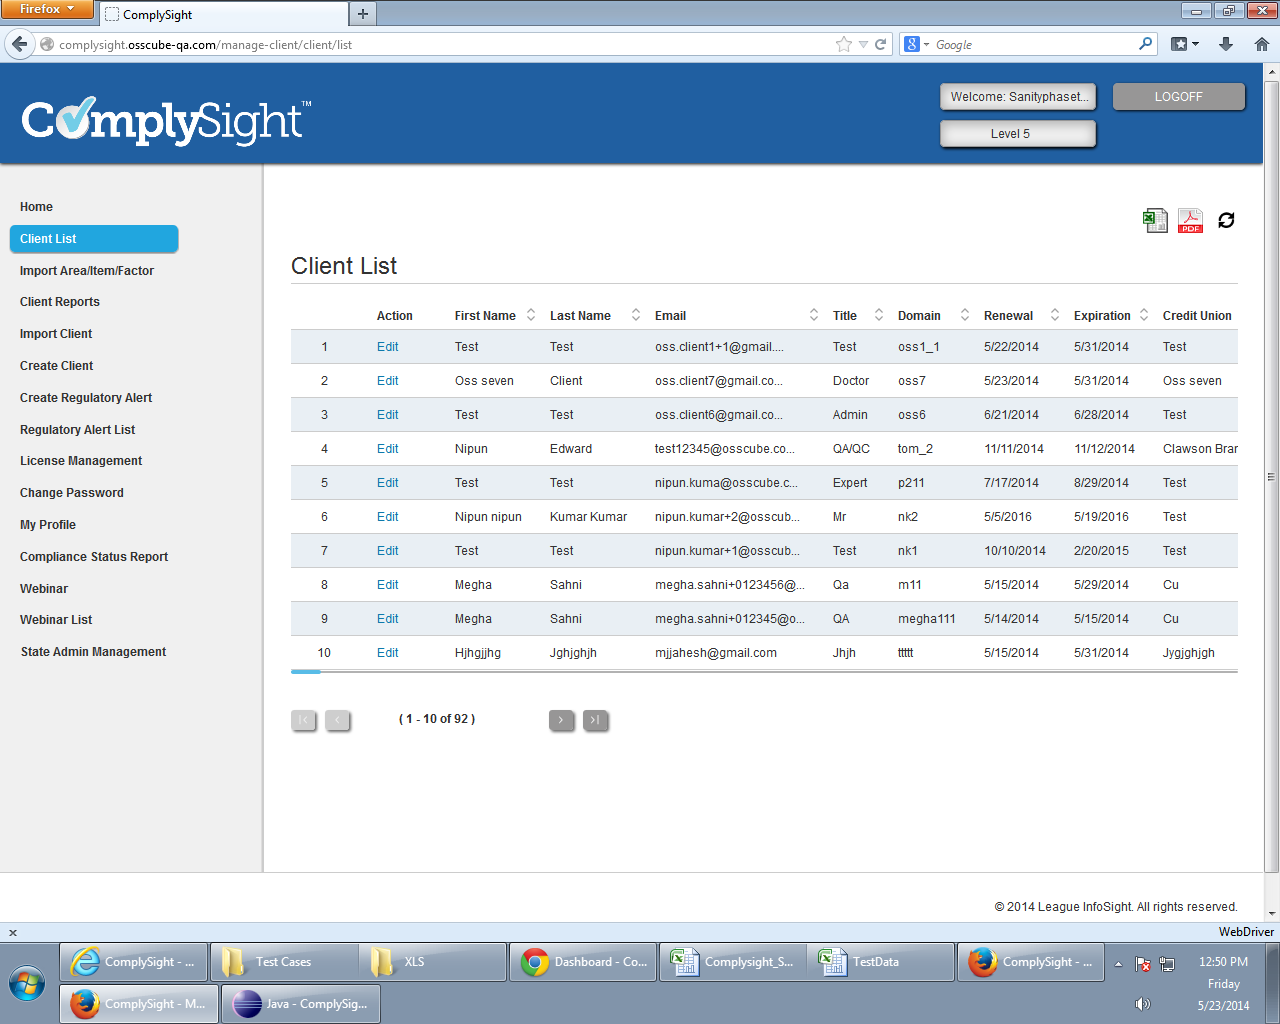 Firefox
ComplySight
complysight.osscube-qa.com/manage-client/client/list
Google
ComplySight™
Welcome: Sanityphaset...
LOGOFF
Level 5
Home
Client List
Import Area/Item/Factor
Client Reports
Import Client
Create Client
Create Regulatory Alert
Regulatory Alert List
License Management
Change Password
My Profile
Compliance Status Report
Webinar
Webinar List
State Admin Management
PDF
Client List
Action First Name Last Name Email Title Domain Renewal Expiration Credit Union
1 Edit Test Test oss.client1+1@gmail.... Test oss1_1 5/22/2014 5/31/2014 Test
2 Edit Oss seven Client oss.client7@gmail.co... Doctor oss7 5/23/2014 5/31/2014 Oss seven
3 Edit Test Test oss.client6@gmail.co... Admin oss6 6/21/2014 6/28/2014 Test
4 Edit Nipun Edward test12345@osscube.co... QA/QC tom_2 11/11/2014 11/12/2014 Clawson Bran
5 Edit Test Test nipun.kuma@osscube.c... Expert p211 7/17/2014 8/29/2014 Test
6 Edit Nipun nipun Kumar Kumar nipun.kumar+2@osscub... Mr nk2 5/5/2016 5/19/2016 Test
7 Edit Test Test nipun.kumar+1@osscub... Test nk1 10/10/2014 2/20/2015 Test
8 Edit Megha Sahni megha.sahni+0123456@... Qa m11 5/15/2014 5/29/2014 Cu
9 Edit Megha Sahni megha.sahni+012345@o... QA megha111 5/14/2014 5/15/2014 Cu
10 Edit Hjhgjjhg Jghjghjh mjjahesh@gmail.com Jhjh ttttt 5/15/2014 5/31/2014 Jygjghjgh
( 1 - 10 of 92 )
© 2014 League InfoSight. All rights reserved.
WebDriver
ComplySight - ...
Test Cases
XLS
Dashboard - Co...
Complysight_S...
TestData
ComplySight - ...
12:50 PM
Friday
5/23/2014
ComplySight - M...
Java - ComplySig...